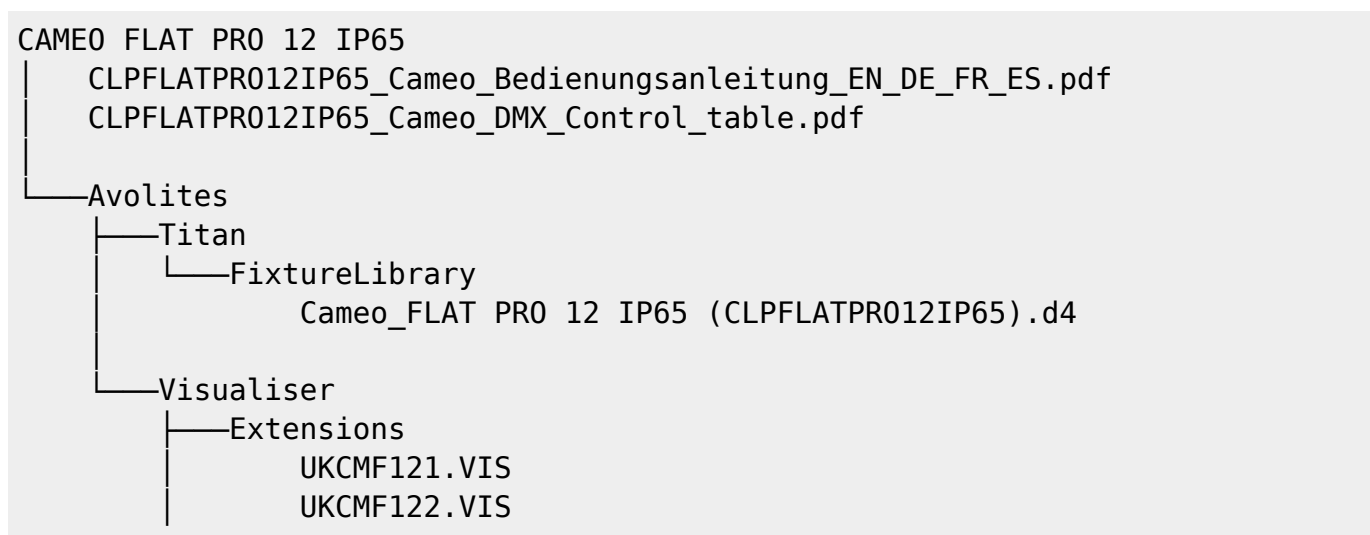 CAMEO FLAT PRO 12 IP65
│   CLPFLATPRO12IP65_Cameo_Bedienungsanleitung_EN_DE_FR_ES.pdf
│   CLPFLATPRO12IP65_Cameo_DMX_Control_table.pdf
│
└───Avolites
    ├───Titan
    │   └───FixtureLibrary
    │           Cameo_FLAT PRO 12 IP65 (CLPFLATPRO12IP65).d4
    │
    └───Visualiser
        ├───Extensions
        │       UKCMF121.VIS
        │       UKCMF122.VIS